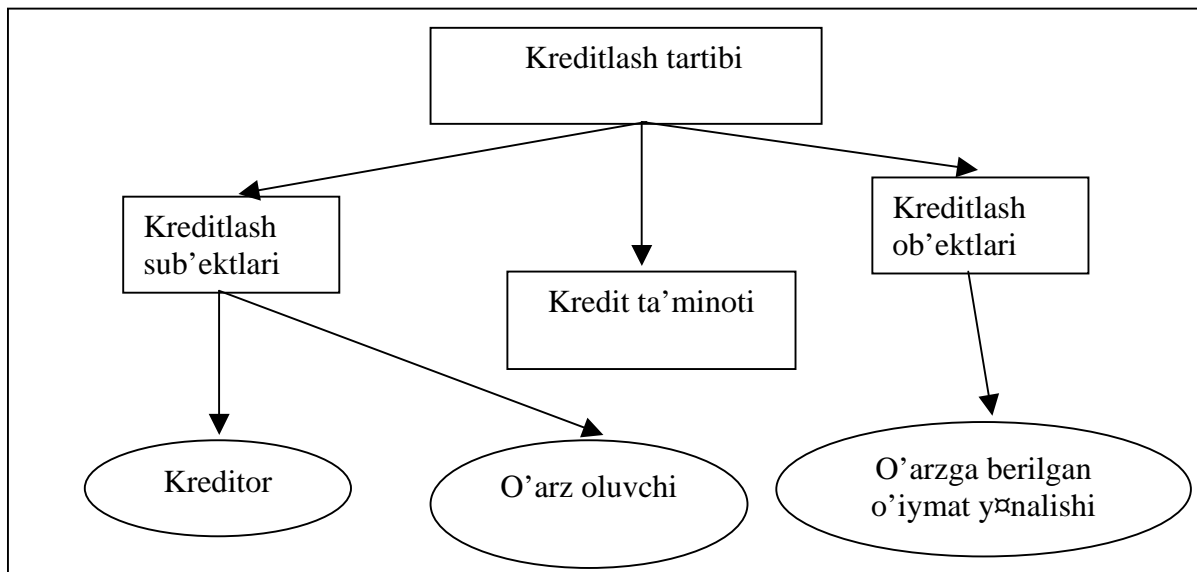 Kreditlash tartibi
Kreditlash
sub’ektlari
Kredit ta’minoti
Kreditlash
ob’ektlari
Kreditor
O’arz oluvchi
O’arzga berilgan
o’iymat y¤nalishi